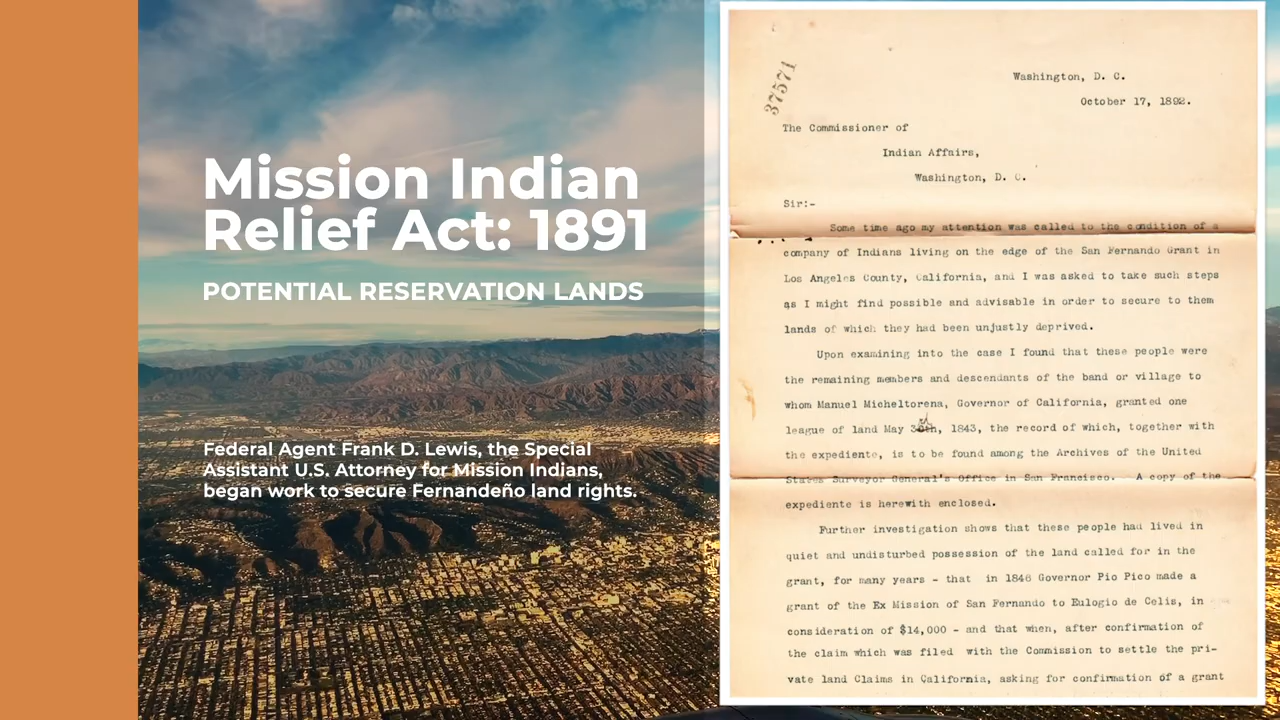 Mission Indian
Relief Act: 1891
POTENTIAL RESERVATION LANDS
Federal Agent Frank D. Lewis, the Special
Assistant U.S. Attorney for Mission Indians,
began work to secure Fernandeño land rights.
37571
Washington, D. C.
October 17, 1892.
The Commissioner of
Indian Affairs,
Washington, D. C.
Sir:-
Some time ago my attention was called to the condition of a
company of Indians living on the edge of the San Fernando Grant in
Los Angeles County, California, and I was asked to take such steps
as I might find possible and advisable in order to secure to them
lands of which they had been unjustly deprived.
Upon examining into the case I found that these people were
the remaining members and descendants of the band or village to
whom Manuel Micheltorena, Governor of California, granted one
league of land May 1843, the record of which, together with
the expediente, is to be found among the Archives of the United
States Surveyor General's Office in San Francisco. A copy of the
expediente is herewith enclosed.
Further investigation shows that these people had lived in
quiet and undisturbed possession of the land called for in the
grant, for many years - that in 1846 Governor Pio Pico made a
grant of the Ex Mission of San Fernando to Eulogio de Celis, in
consideration of $14,000 - and that when, after confirmation of
the claim which was filed with the Commission to settle the pri-
vate land Claims in California, asking for confirmation of a grant